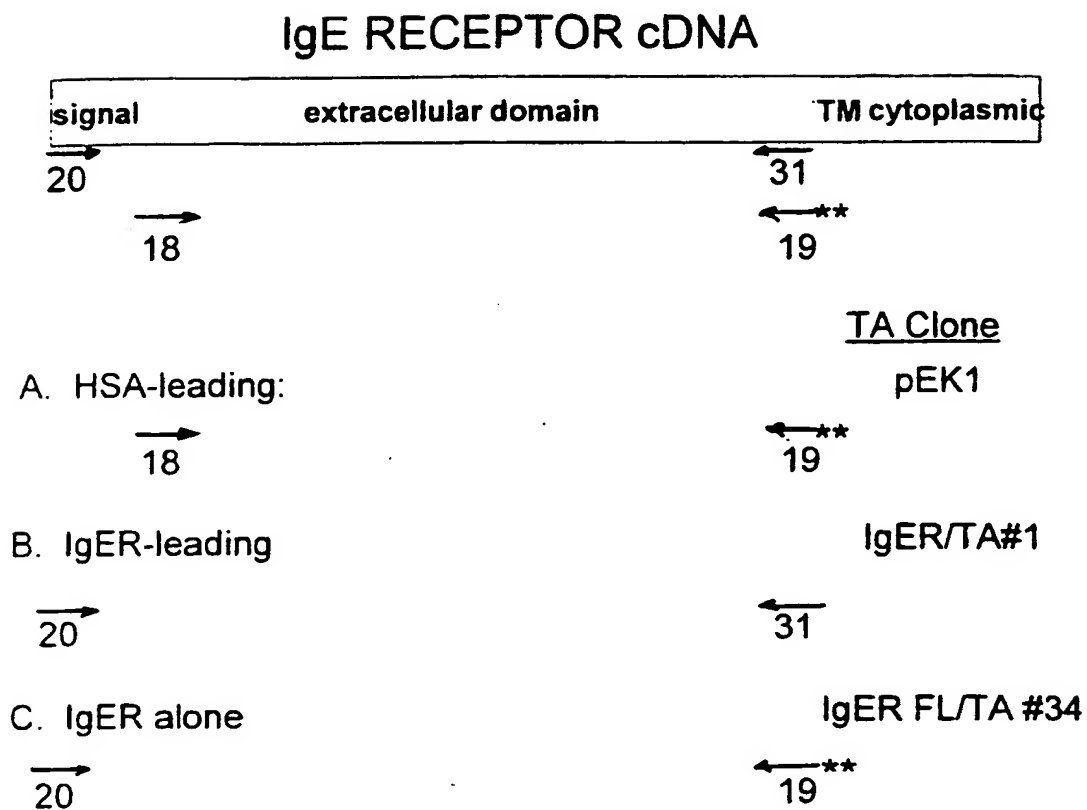 IgE RECEPTOR cDNA
signal extracellular domain TM cytoplasmic
20 31
18 ** 19
TA Clone
A. HSA-leading: pEK1
18 ** 19
B. IgER-leading IgER/TA#1
20 31
C. IgER alone IgER FL/TA #34
20 ** 19